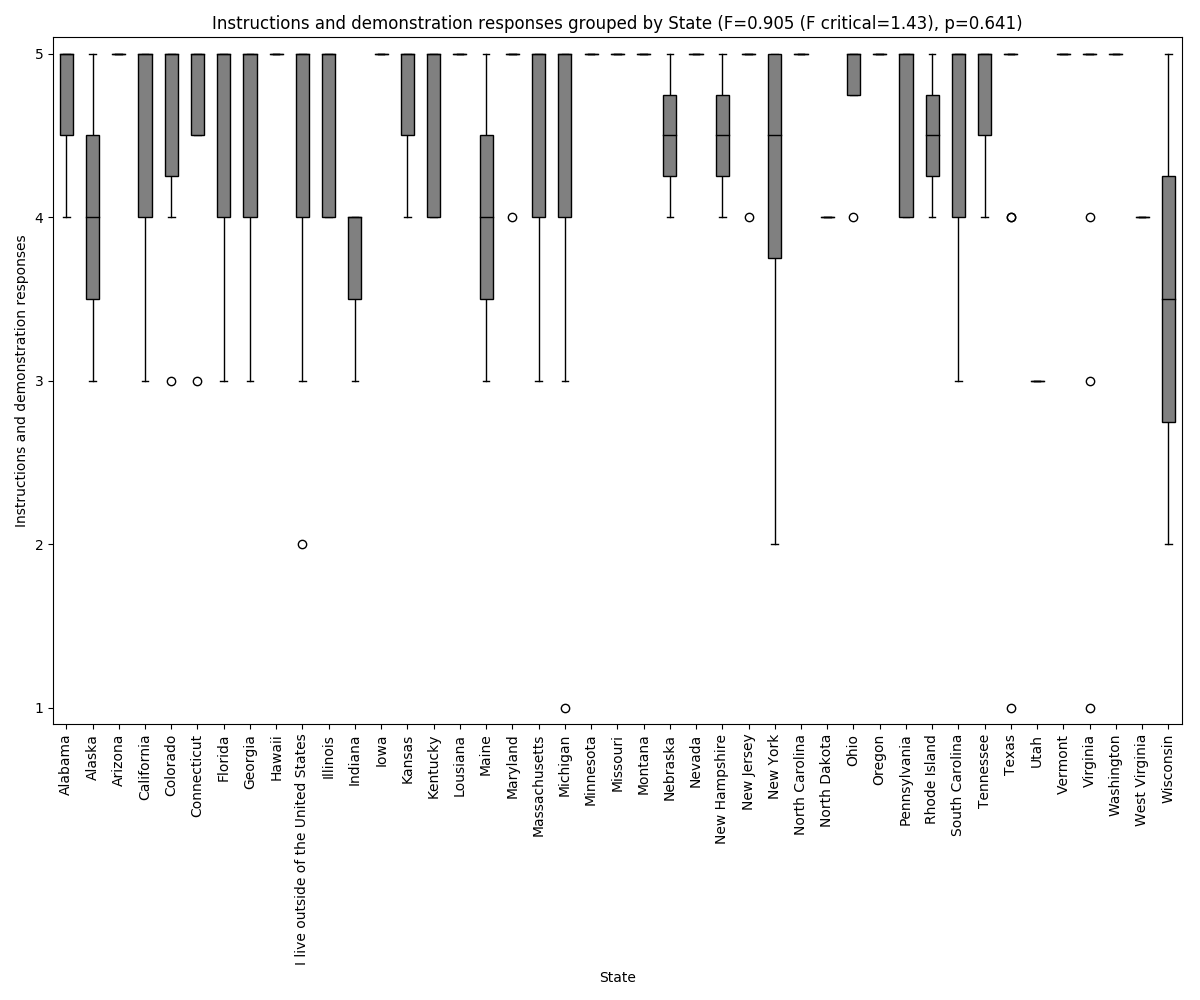 Instructions and demonstration responses grouped by State (F=0.905 (F critical=1.43), p=0.641)
Instructions and demonstration responses
5
4
3
2
1
Alabama
Alaska
Arizona
California
Colorado
Connecticut
Florida
Georgia
Hawaii
I live outside of the United States
Illinois
Indiana
Iowa
Kansas
Kentucky
Lousiana
Maine
Maryland
Massachusetts
Michigan
Minnesota
Missouri
Montana
Nebraska
Nevada
New Hampshire
New Jersey
New York
North Carolina
North Dakota
Ohio
Oregon
Pennsylvania
Rhode Island
South Carolina
Tennessee
Texas
Utah
Vermont
Virginia
Washington
West Virginia
Wisconsin
State